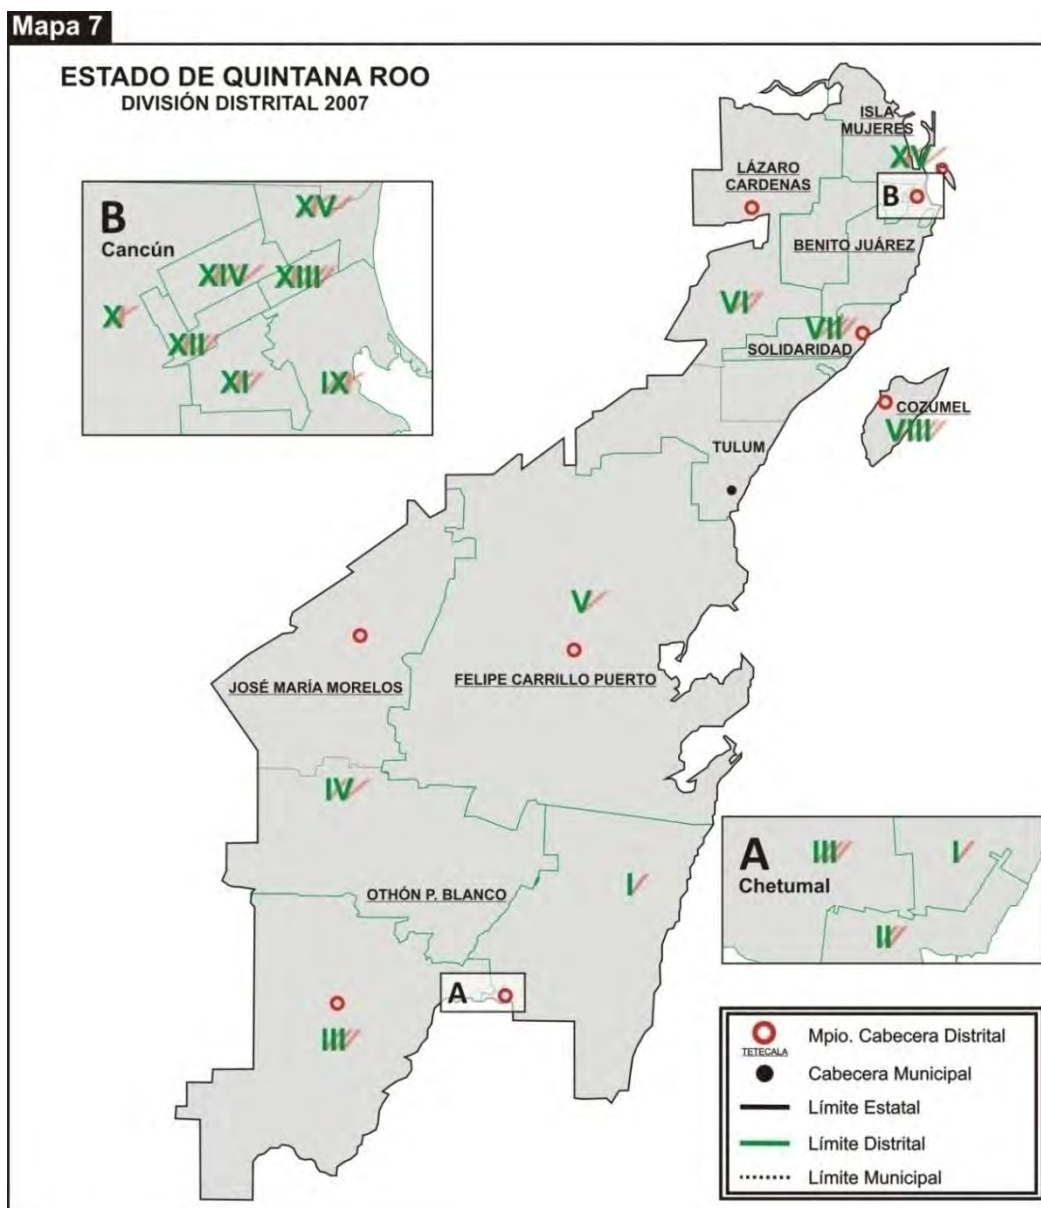 Mapa 7
ESTADO DE QUINTANA ROO
DIVISIÓN DISTRITAL 2007
ISLA
MUJERES
XV
LÁZARO
CARDENAS
B
BENITO JUÁREZ
VI
VII
SOLIDARIDAD
COZUMEL
VIII
TULUM
B
Cancún
XV
XIV
XIII
X
XII
XI
IX
V
JOSÉ MARÍA MORELOS
FELIPE CARRILLO PUERTO
IV
I
OTHÓN P. BLANCO
A
III
A
Chetumal
III
I
II
TETECALA
Mpio. Cabecera Distrital
Cabecera Municipal
Límite Estatal
Límite Distrital
Límite Municipal